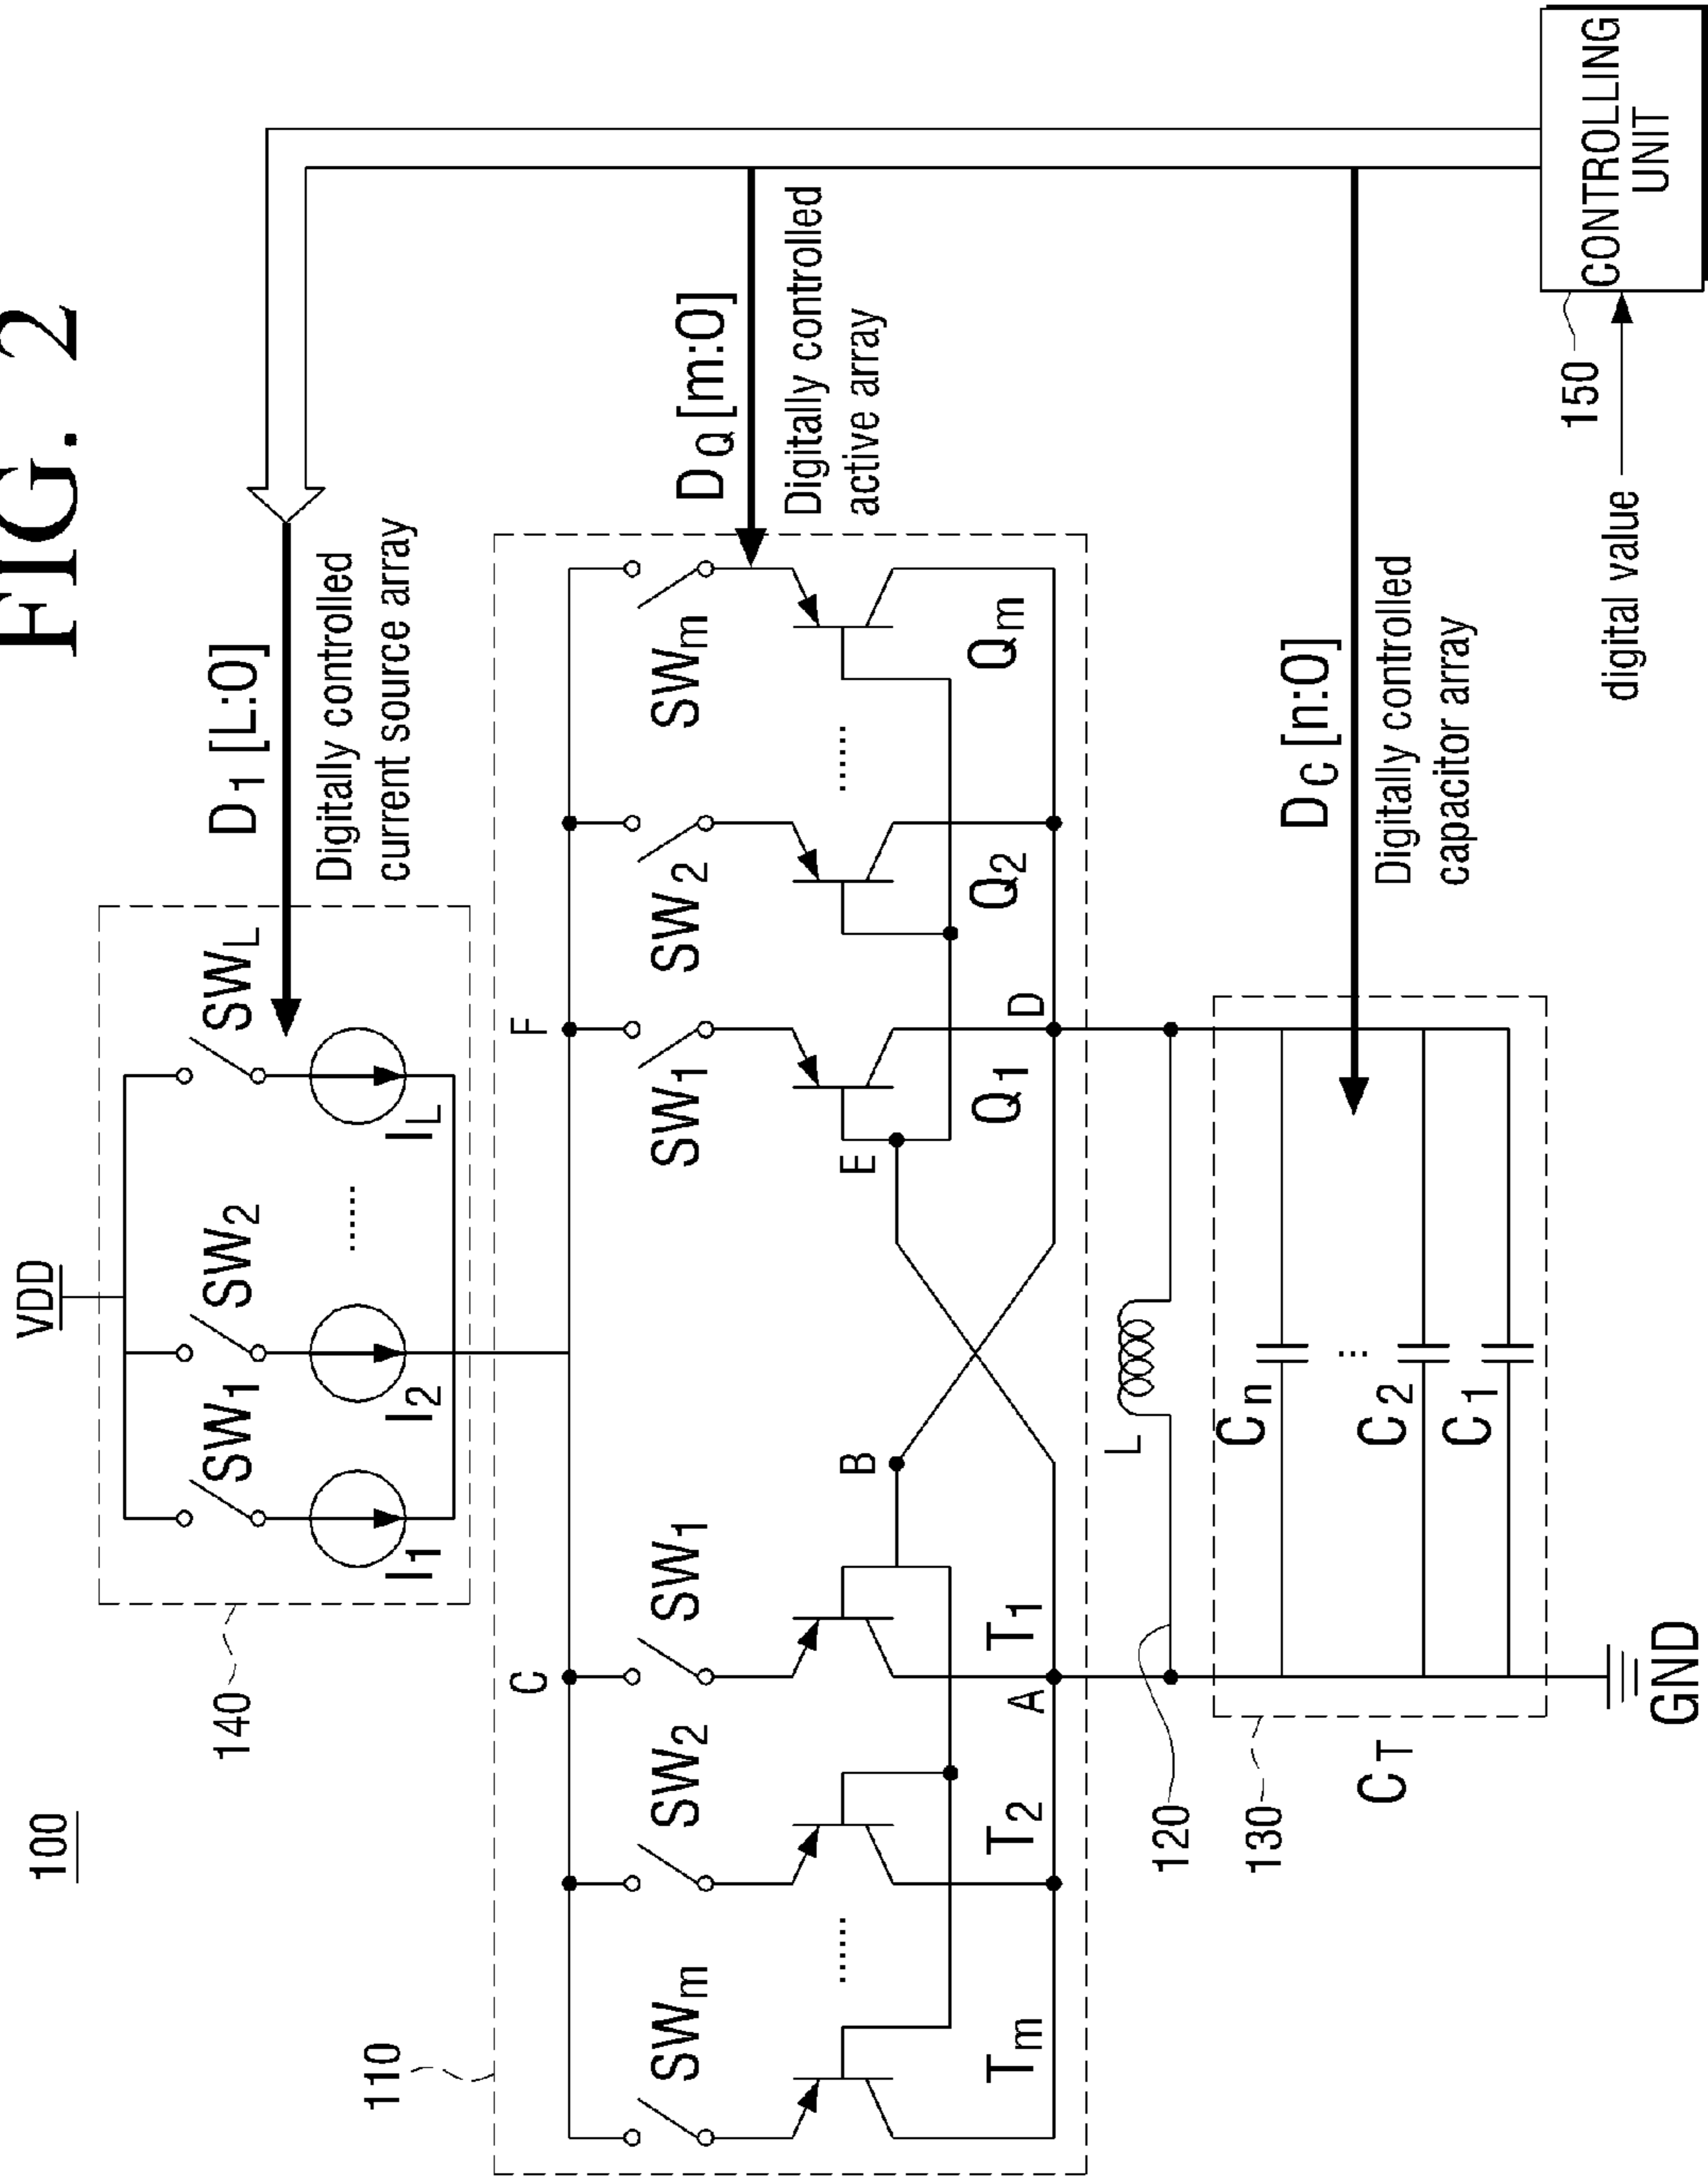 FIG. 2
100
VDD
140
SW1
SW2
SWL
I1
I2
......
IL
D1 [L:0]
Digitally controlled
current source array
110
C
F
SWm
SW2
SW1
SW1
SW2
SWm
DQ [m:0]
Digitally controlled
active array
......
B
E
......
Tm
T2
T1
Q1
Q2
Qm
A
D
120
L
130
CT
Cn
...
C2
C1
DC [n:0]
Digitally controlled
capacitor array
GND
digital value
150
CONTROLLING
UNIT